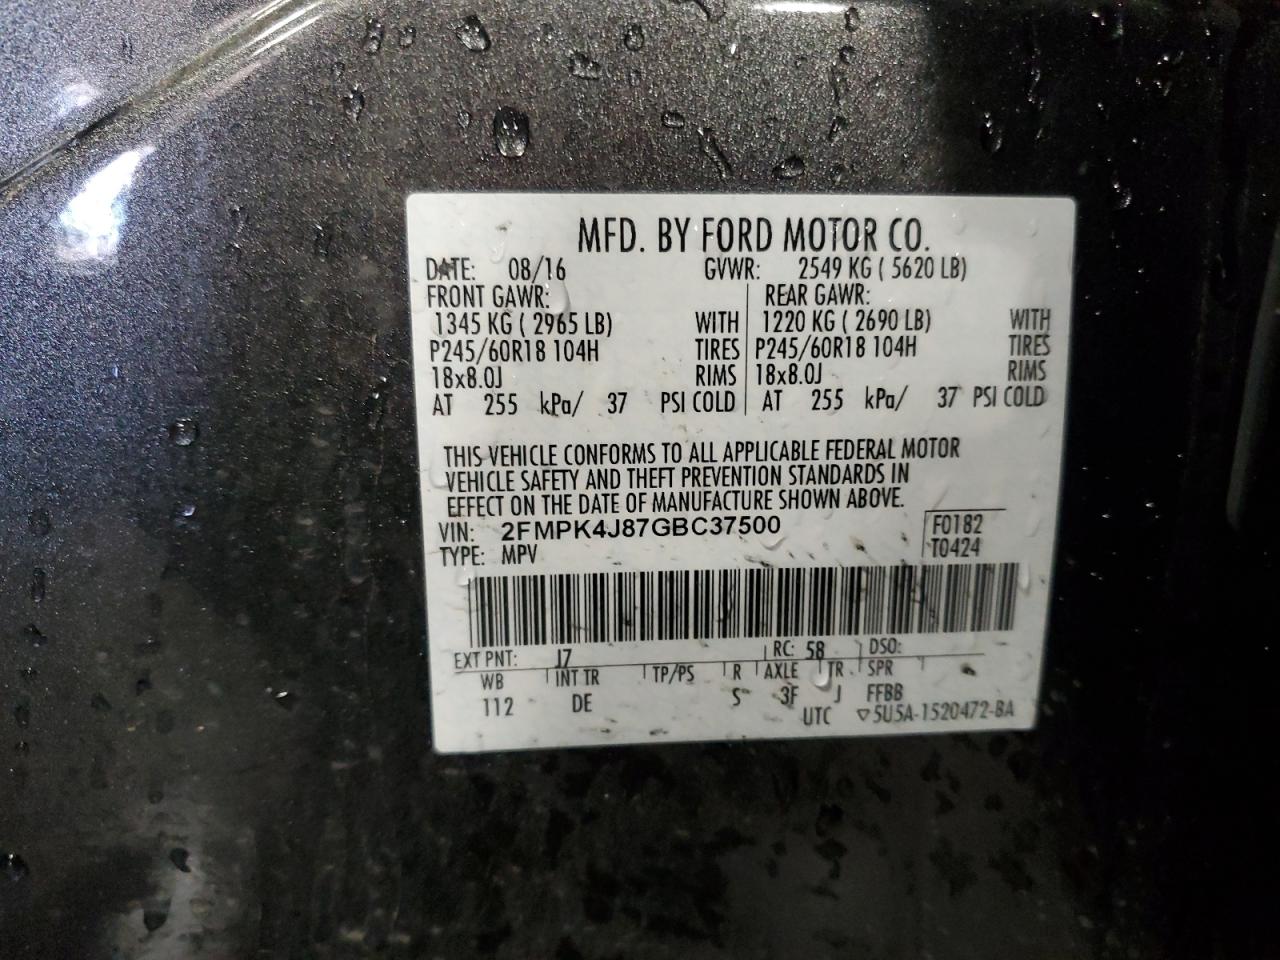 MFD. BY FORD MOTOR CO.
DATE: 08/16 GVWR: 2549 KG ( 5620 LB)
FRONT GAWR: REAR GAWR:
1345 KG ( 2965 LB) WITH 1220 KG ( 2690 LB) WITH
P245/60R18 104H TIRES P245/60R18 104H TIRES
18x8.0J RIMS 18x8.0J RIMS
AT 255 kPa/ 37 PSI COLD AT 255 kPa/ 37 PSI COLD
THIS VEHICLE CONFORMS TO ALL APPLICABLE FEDERAL MOTOR
VEHICLE SAFETY AND THEFT PREVENTION STANDARDS IN
EFFECT ON THE DATE OF MANUFACTURE SHOWN ABOVE.
VIN: 2FMPK4J87GBC37500 F0182
TYPE: MPV T0424
EXT PNT: J7 RC: 58 DSO:
WB INT TR TP/PS R AXLE TR SPR
112 DE S 3F J FFBB
UTC ▽5U5A-1520472-BA